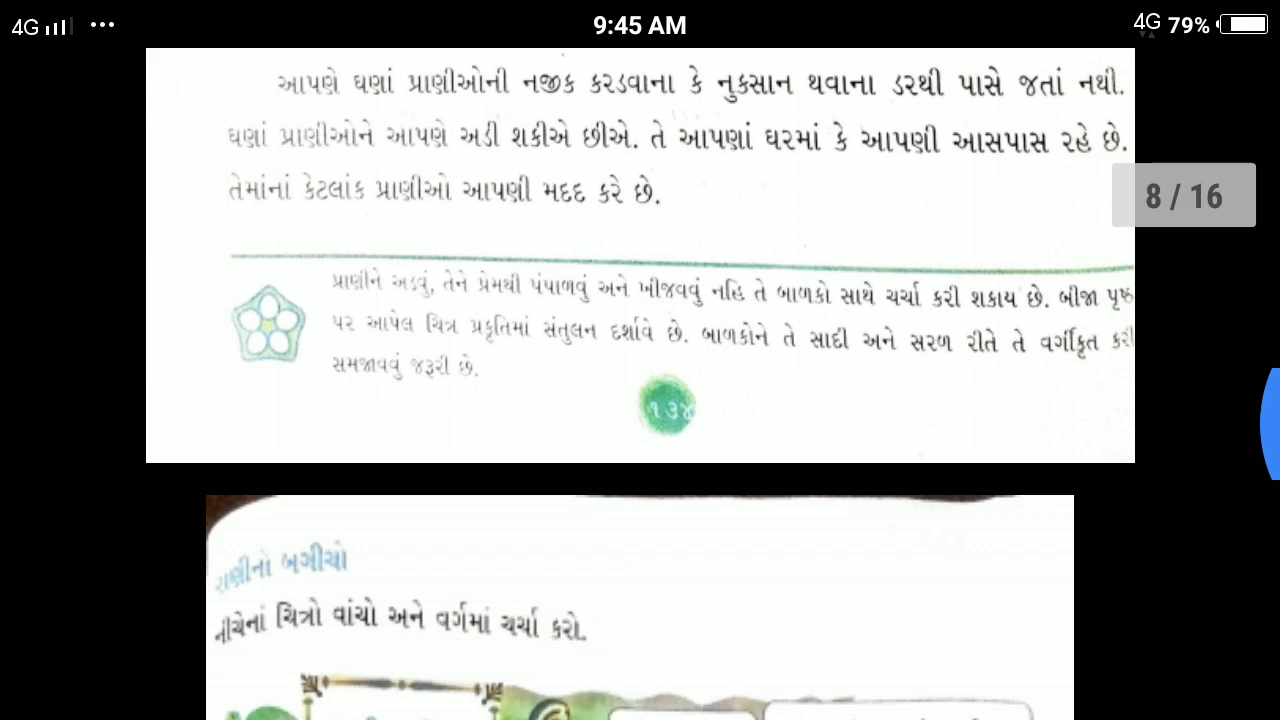 4G 9:45 AM 4G 79%
આપણે ઘણાં પ્રાણીઓની નજીક કરડવાના કે નુકસાન થવાના ડરથી પાસે જતાં નથી.
ઘણાં પ્રાણીઓને આપણે અડી શકીએ છીએ. તે આપણાં ઘરમાં કે આપણી આસપાસ રહે છે.
તેમાંનાં કેટલાંક પ્રાણીઓ આપણી મદદ કરે છે.
8 / 16
પ્રાણીને અડવું, તેને પ્રેમથી પંપાળવું અને ખીજવવું નહિ તે બાળકો સાથે ચર્ચા કરી શકાય છે. બીજા પૃષ્ઠ
પર આપેલ ચિત્ર પ્રકૃતિમાં સંતુલન દર્શાવે છે. બાળકોને તે સાદી અને સરળ રીતે તે વર્ગીકૃત કરી
સમજાવવું જરૂરી છે.
૧૩૪
રાણીનો બગીચો
નીચેનાં ચિત્રો વાંચો અને વર્ગમાં ચર્ચા કરો.